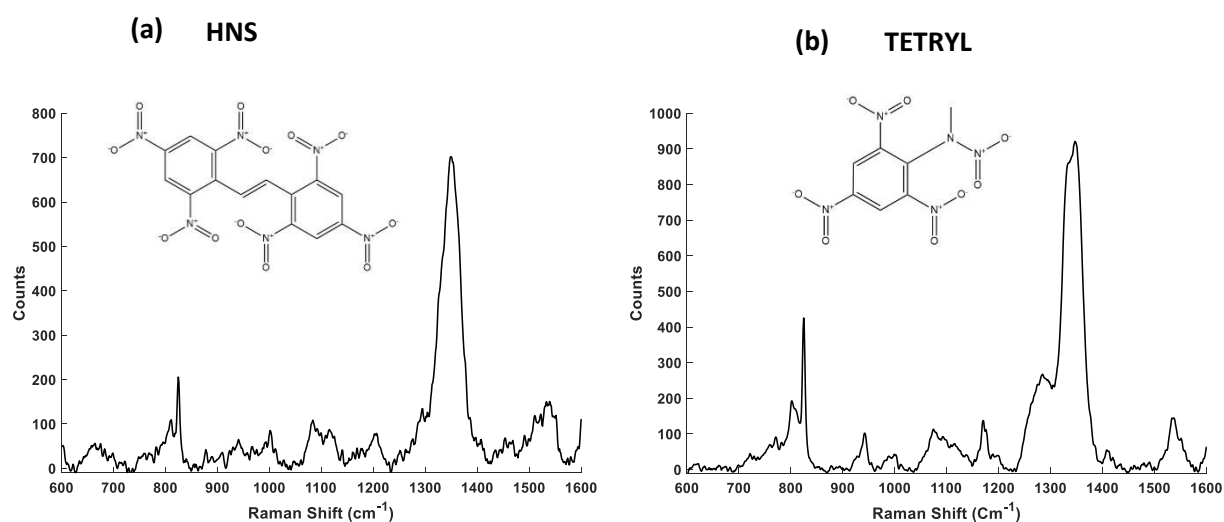 (a) HNS
(b) TETRYL
800
700
600
500
400
300
200
100
0
Counts
600 700 800 900 1000 1100 1200 1300 1400 1500 1600
Raman Shift (cm-1)
O
N+
-O
O-
N+
O
-O
N+
O
O
N+
O-
O
N+
O-
-O
N+
O
N+
O-
O
1000
900
800
700
600
500
400
300
200
100
0
Counts
600 700 800 900 1000 1100 1200 1300 1400 1500 1600
Raman Shift (Cm-1)
-O
N+
O
N
N+
O-
O
-O
N+
O
N+
O-
O